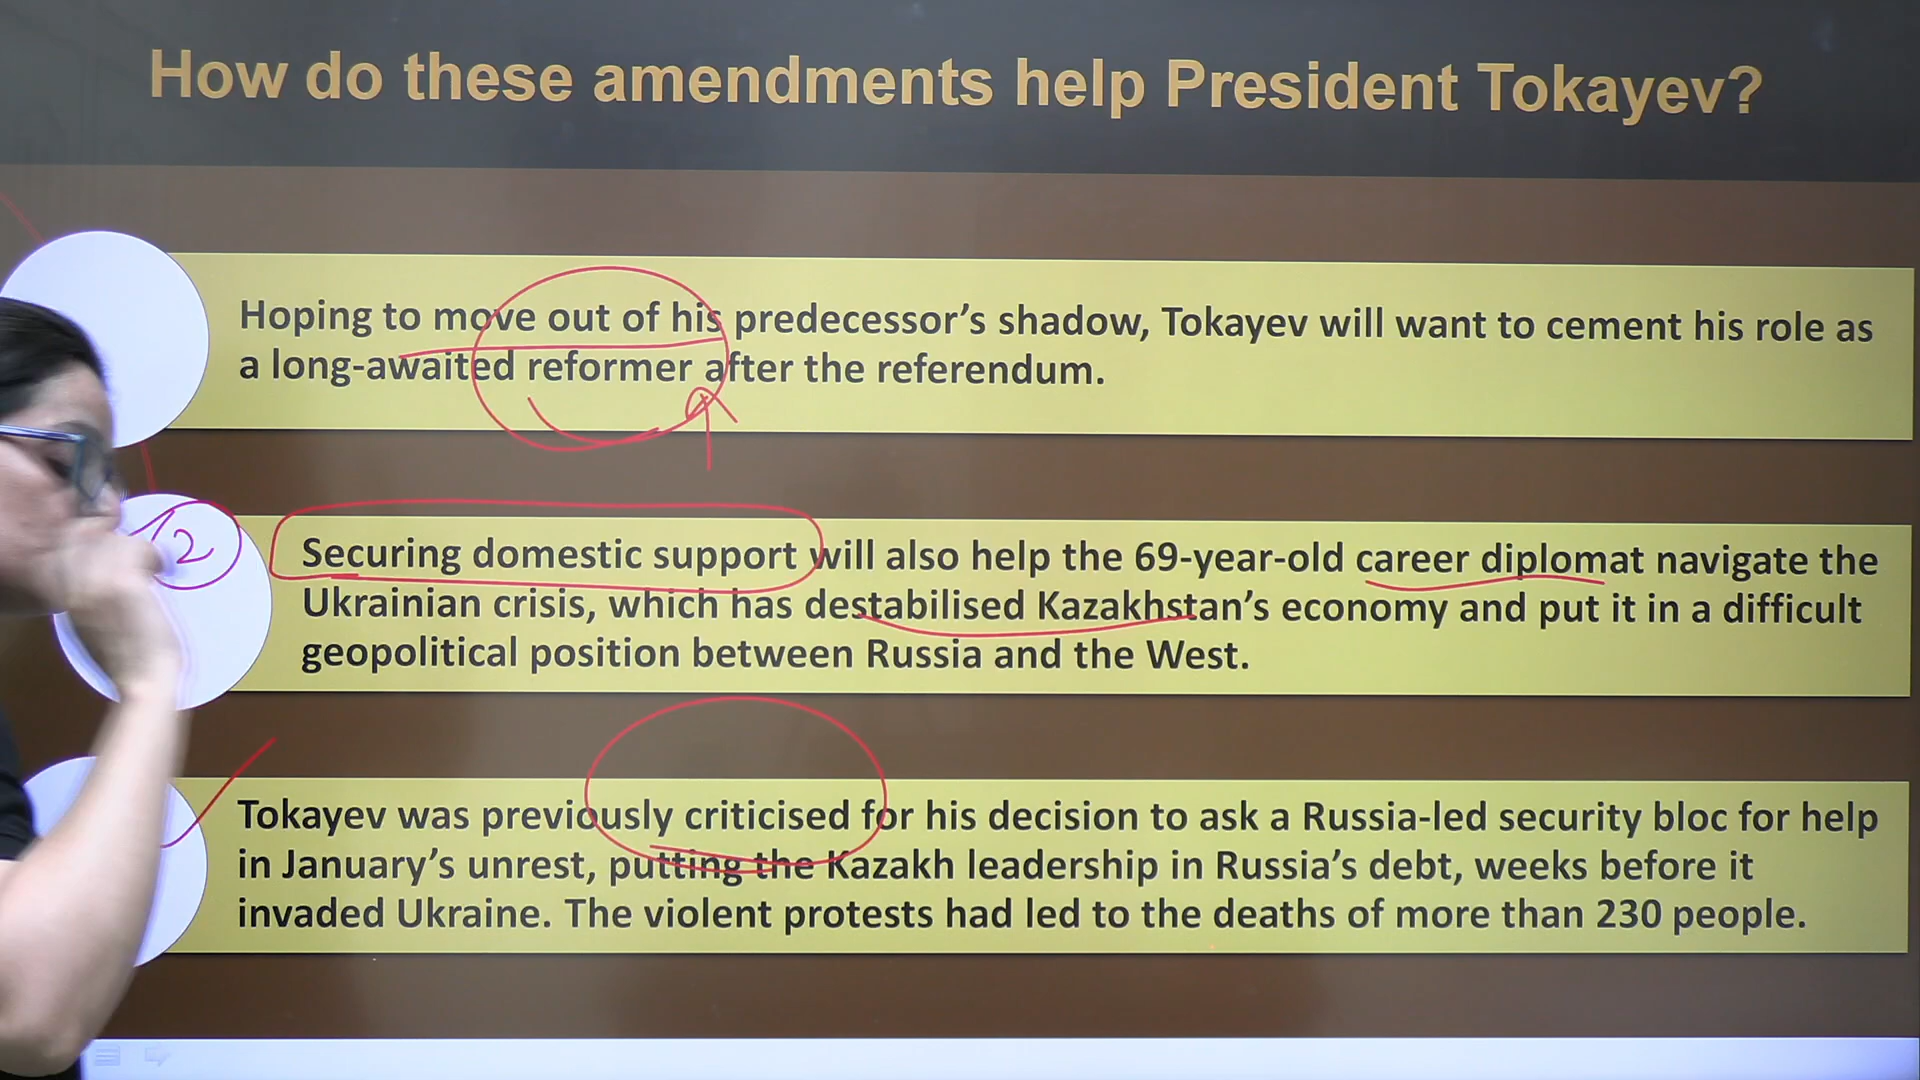 How do these amendments help President Tokayev?
Hoping to move out of his predecessor's shadow, Tokayev will want to cement his role as
a long-awaited reformer after the referendum.
2
Securing domestic support will also help the 69-year-old career diplomat navigate the
Ukrainian crisis, which has destabilised Kazakhstan's economy and put it in a difficult
geopolitical position between Russia and the West.
Tokayev was previously criticised for his decision to ask a Russia-led security bloc for help
in January's unrest, putting the Kazakh leadership in Russia's debt, weeks before it
invaded Ukraine. The violent protests had led to the deaths of more than 230 people.